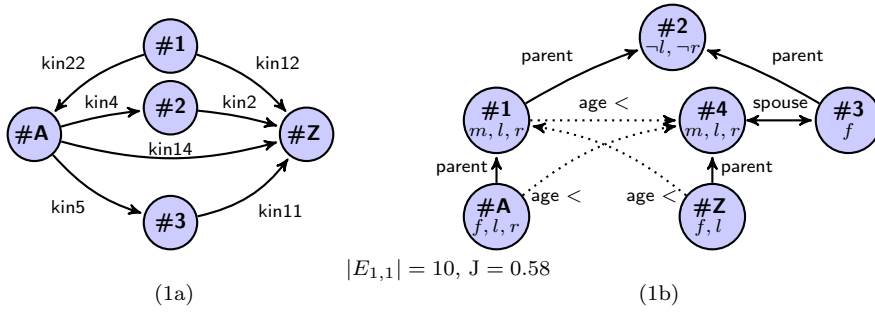 #1
kin22
kin12
kin4
#2
kin2
#A
#Z
kin14
kin5
kin11
#3
(1a)
#2
¬l, ¬r
parent
parent
#1
m, l, r
age <
#4
m, l, r
spouse
#3
f
parent
parent
#A
f, l, r
age <
age <
#Z
f, l
|E1,1| = 10, J = 0.58
(1b)